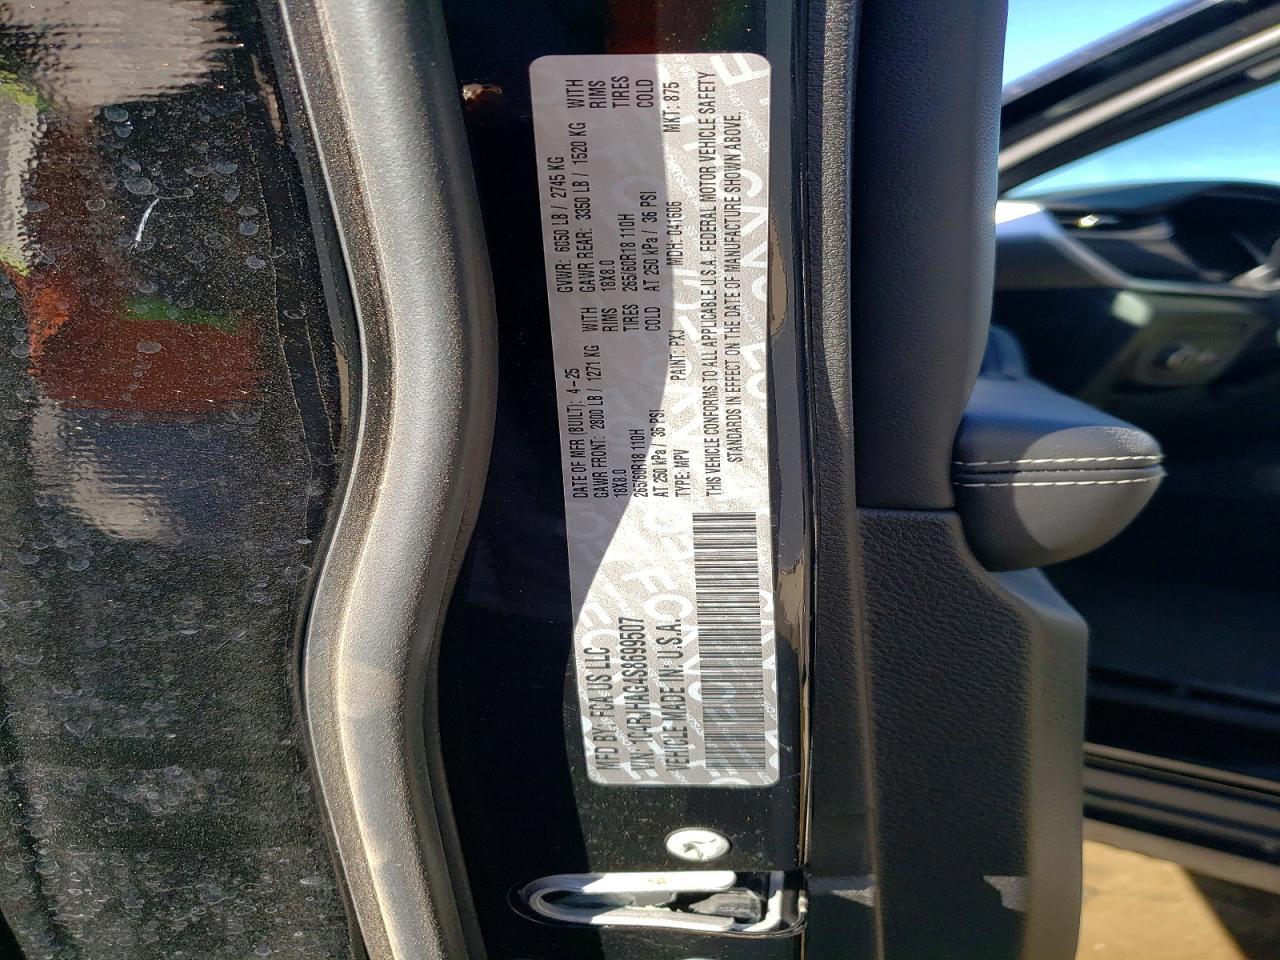 MFD BY: FCA US LLC
DATE OF MFR (BUILT): 4-25
GVWR: 6050 LB / 2745 KG
GAWR FRONT: 2800 LB / 1271 KG WITH
GAWR REAR: 3350 LB / 1520 KG WITH
18X8.0 RIMS
18X8.0 RIMS
265/60R18 110H TIRES
265/60R18 110H TIRES
AT 250 kPa / 36 PSI COLD
AT 250 kPa / 36 PSI COLD
VIN: 1C4RJHAG4S8699507
TYPE: MPV PAINT: PXJ MDH: 041606 MKT: 875
VEHICLE MADE IN: U.S.A.
THIS VEHICLE CONFORMS TO ALL APPLICABLE U.S.A. FEDERAL MOTOR VEHICLE SAFETY
STANDARDS IN EFFECT ON THE DATE OF MANUFACTURE SHOWN ABOVE.